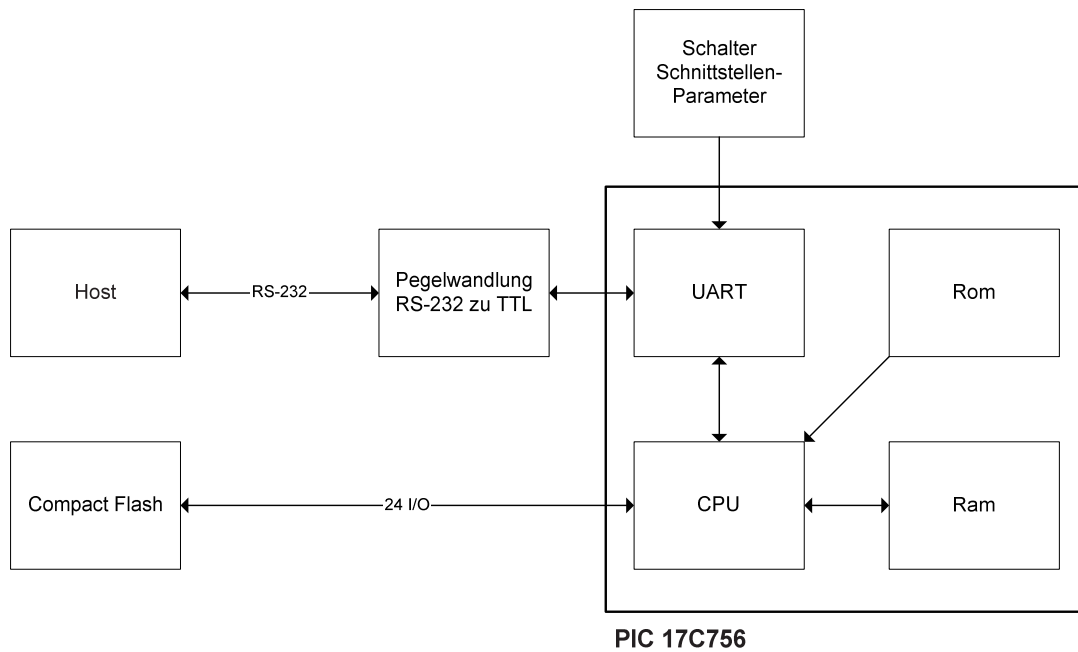 Schalter
Schnittstellen-
Parameter
Host
RS-232
Pegelwandlung
RS-232 zu TTL
UART
Rom
Compact Flash
24 I/O
CPU
Ram
PIC 17C756